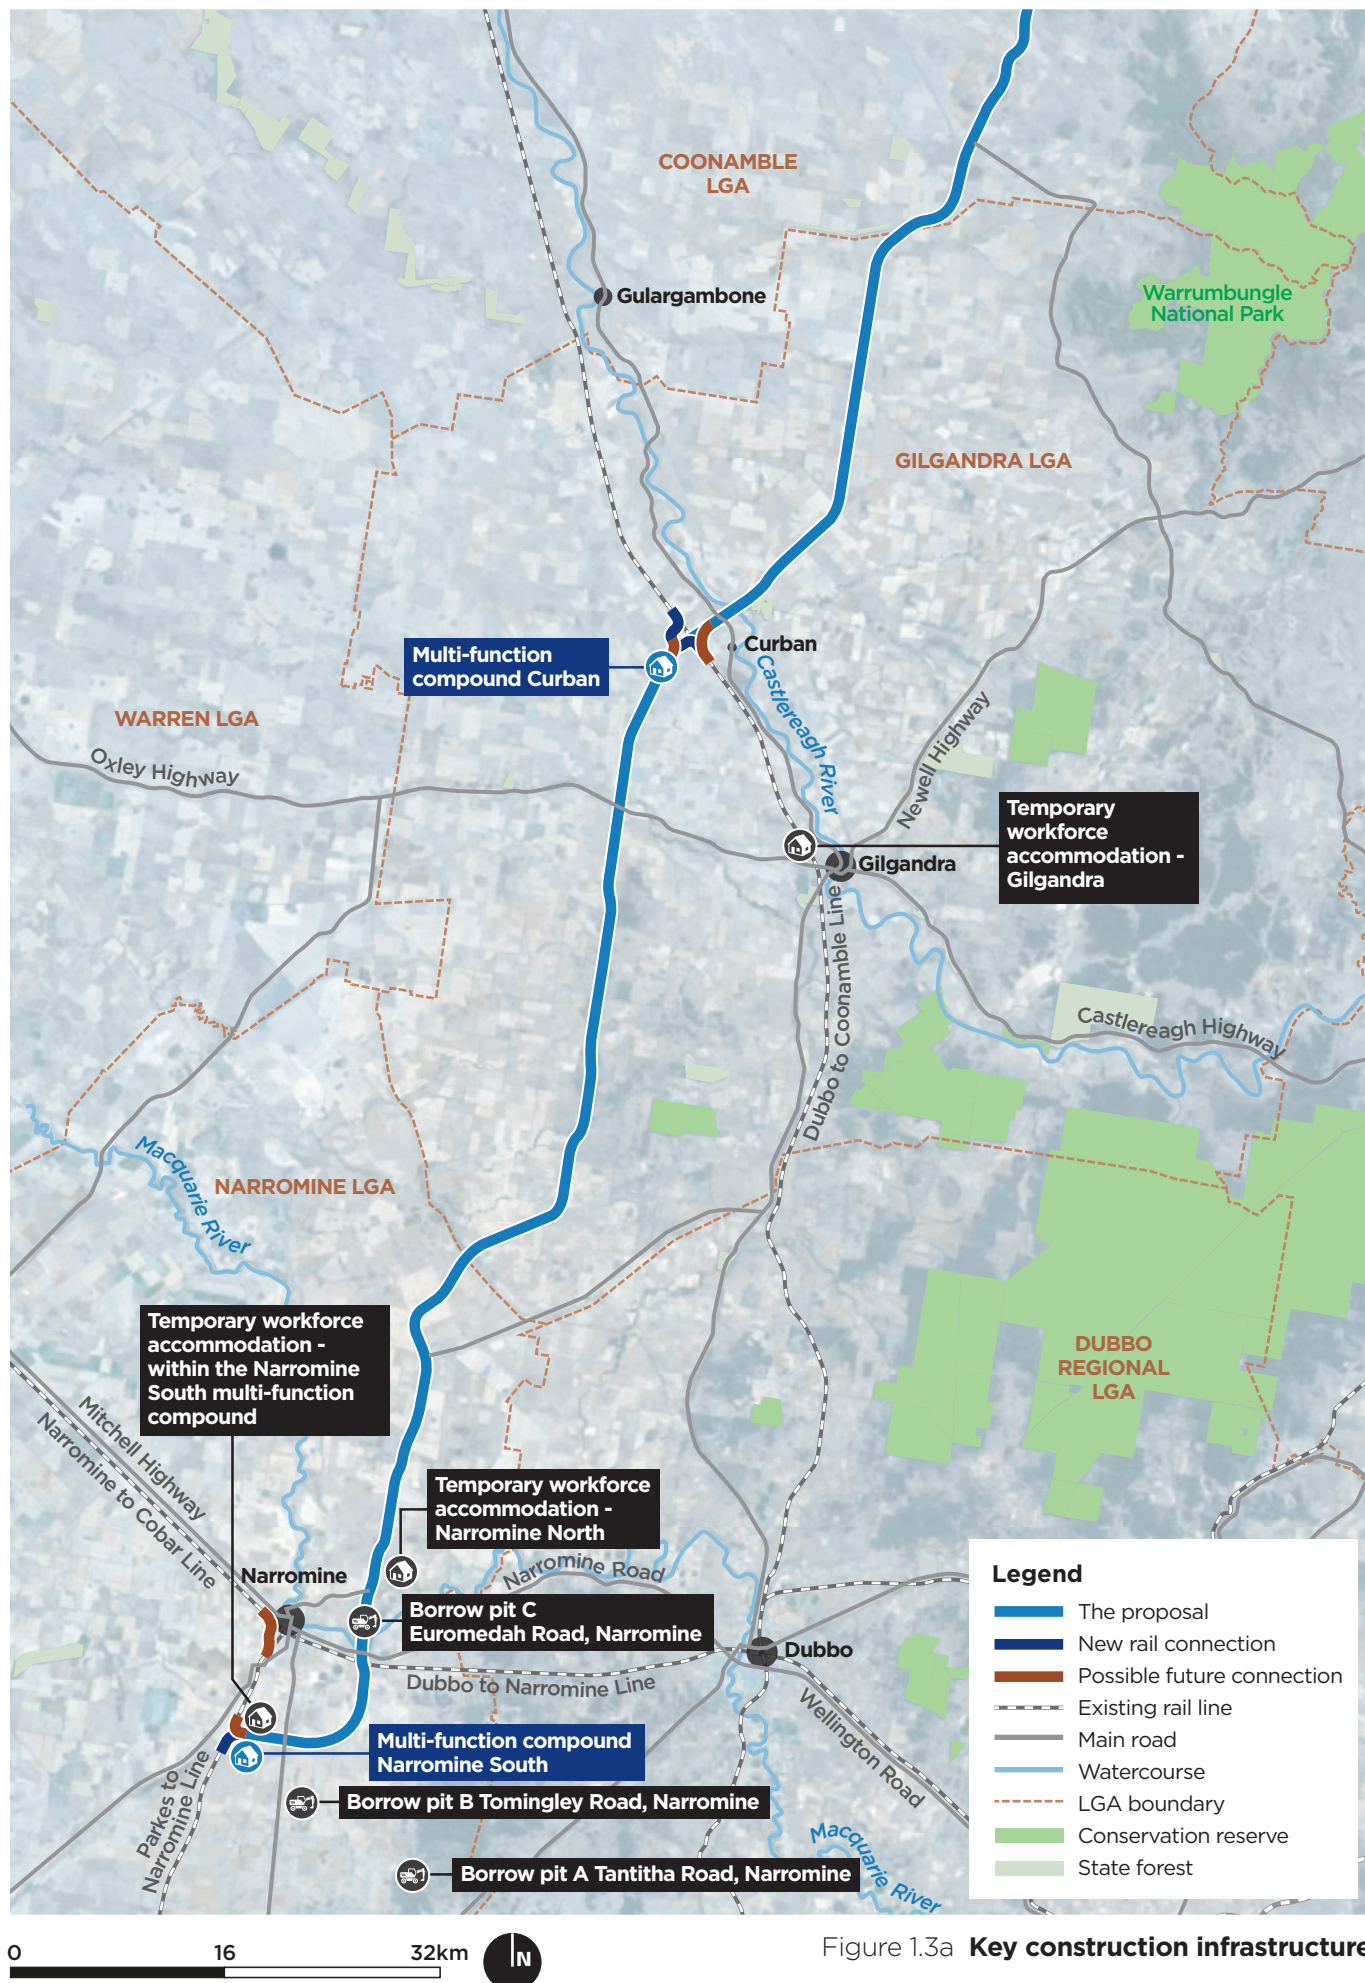 COONAMBLE
LGA
Gulargambone
Warrumbungle
National Park
GILGANDRA LGA
Multi-function
compound Curban
Curban
Castlereagh River
WARREN LGA
Oxley Highway
Newell Highway
Temporary
workforce
accommodation -
Gilgandra
Gilgandra
Dubbo to Coonamble Line
Castlereagh Highway
Macquarie River
NARROMINE LGA
Temporary workforce
accommodation -
within the Narromine
South multi-function
compound
DUBBO
REGIONAL
LGA
Mitchell Highway
Narromine to Cobar Line
Temporary workforce
accommodation -
Narromine North
Narromine
Narromine Road
Borrow pit C
Euromedah Road, Narromine
Dubbo
Dubbo to Narromine Line
Wellington Road
Multi-function compound
Narromine South
Parkes to
Narromine Line
Borrow pit B Tomingley Road, Narromine
Macquarie River
Borrow pit A Tantitha Road, Narromine
Legend
The proposal
New rail connection
Possible future connection
Existing rail line
Main road
Watercourse
LGA boundary
Conservation reserve
State forest
0 16 32km
N
Figure 1.3a Key construction infrastructure